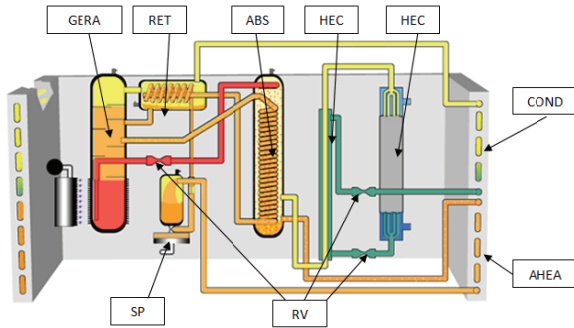 GERA
RET
ABS
HEC
HEC
COND
AHEA
SP
RV